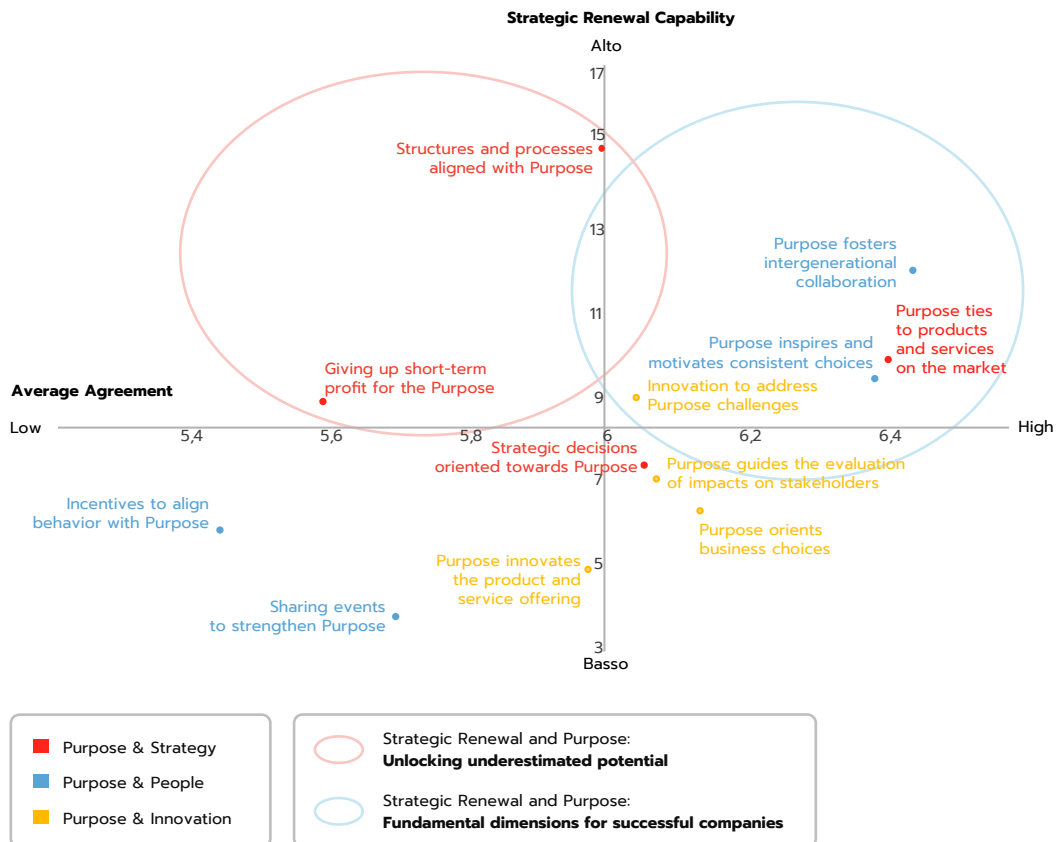 Strategic Renewal Capability
Alto
17
15
Structures and processes
aligned with Purpose
13
Purpose fosters
intergenerational
collaboration
11
Purpose ties
to products
and services
on the market
Purpose inspires and
motivates consistent choices
Giving up short-term
profit for the Purpose
Innovation to address
Purpose challenges
9
Average Agreement
Low
5,4
5,6
5,8
6
6,2
6,4
High
Strategic decisions
oriented towards Purpose
Purpose guides the evaluation
of impacts on stakeholders
7
Incentives to align
behavior with Purpose
Purpose orients
business choices
Purpose innovates
the product and
service offering
5
Sharing events
to strengthen Purpose
3
Basso
Purpose & Strategy
Purpose & People
Purpose & Innovation
Strategic Renewal and Purpose:
Unlocking underestimated potential
Strategic Renewal and Purpose:
Fundamental dimensions for successful companies